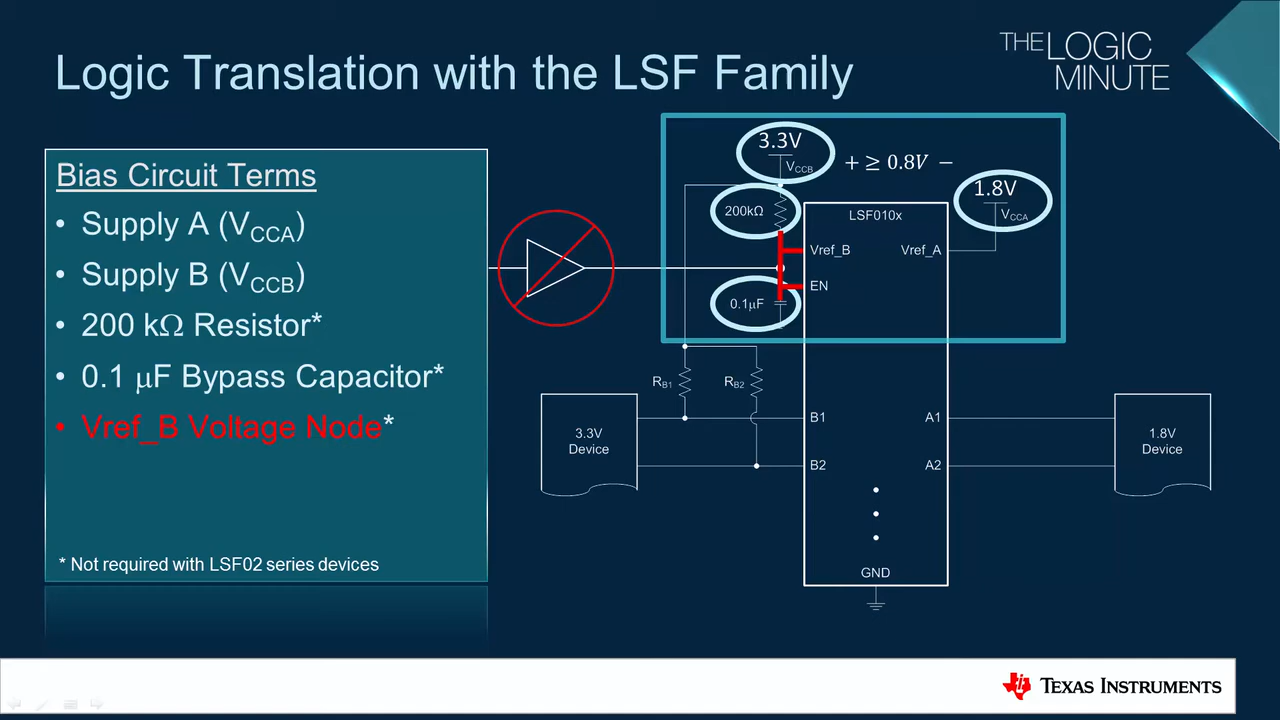 Logic Translation with the LSF Family
THE LOGIC
MINUTE
Bias Circuit Terms
• Supply A (VCCA)
• Supply B (VCCB)
• 200 kΩ Resistor*
• 0.1 μF Bypass Capacitor*
• Vref_B Voltage Node*
* Not required with LSF02 series devices
3.3V
VCCB
+ ≥ 0.8V −
1.8V
VCCA
200kΩ
LSF010x
Vref_B
Vref_A
EN
0.1μF
RB1
RB2
3.3V
Device
B1
A1
1.8V
Device
B2
A2
GND
TEXAS INSTRUMENTS